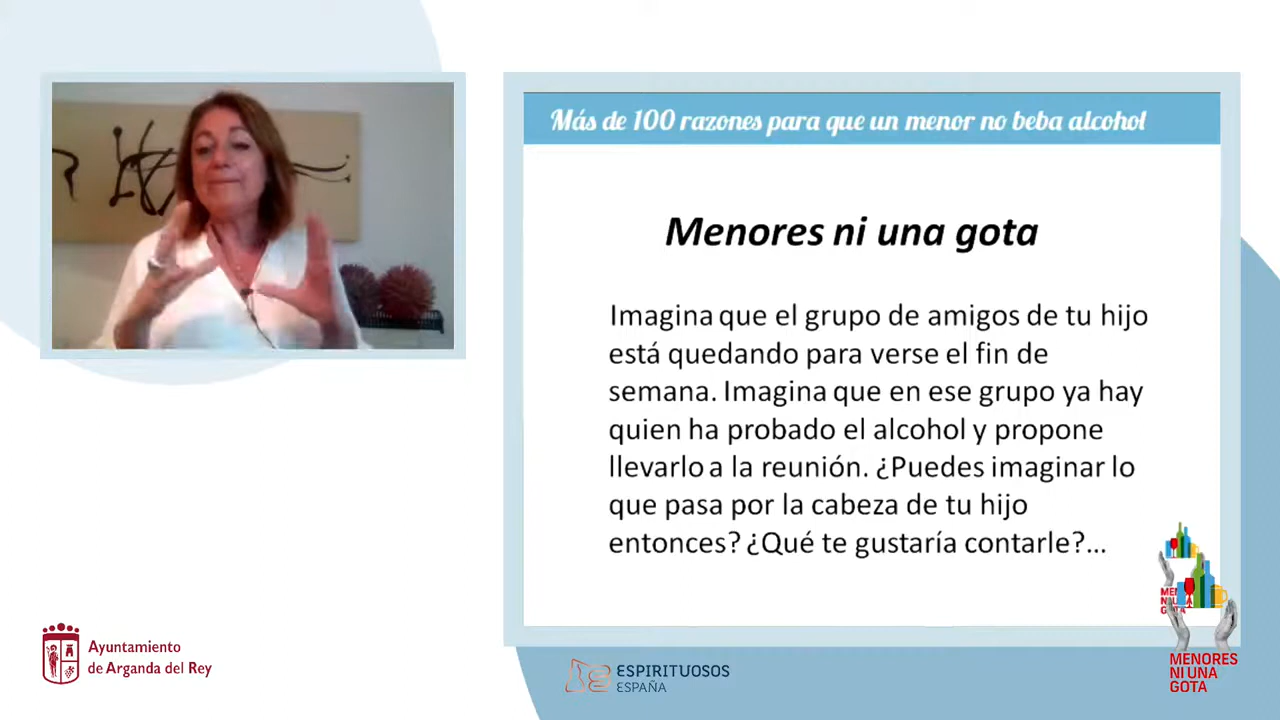 Más de 100 razones para que un menor no beba alcohol
Menores ni una gota
Imagina que el grupo de amigos de tu hijo
está quedando para verse el fin de
semana. Imagina que en ese grupo ya hay
quien ha probado el alcohol y propone
llevarlo a la reunión. ¿Puedes imaginar lo
que pasa por la cabeza de tu hijo
entonces? ¿Qué te gustaría contarle?...
Ayuntamiento
de Arganda del Rey
ESPIRITUOSOS
ESPAÑA
MENORES
NI UNA
GOTA